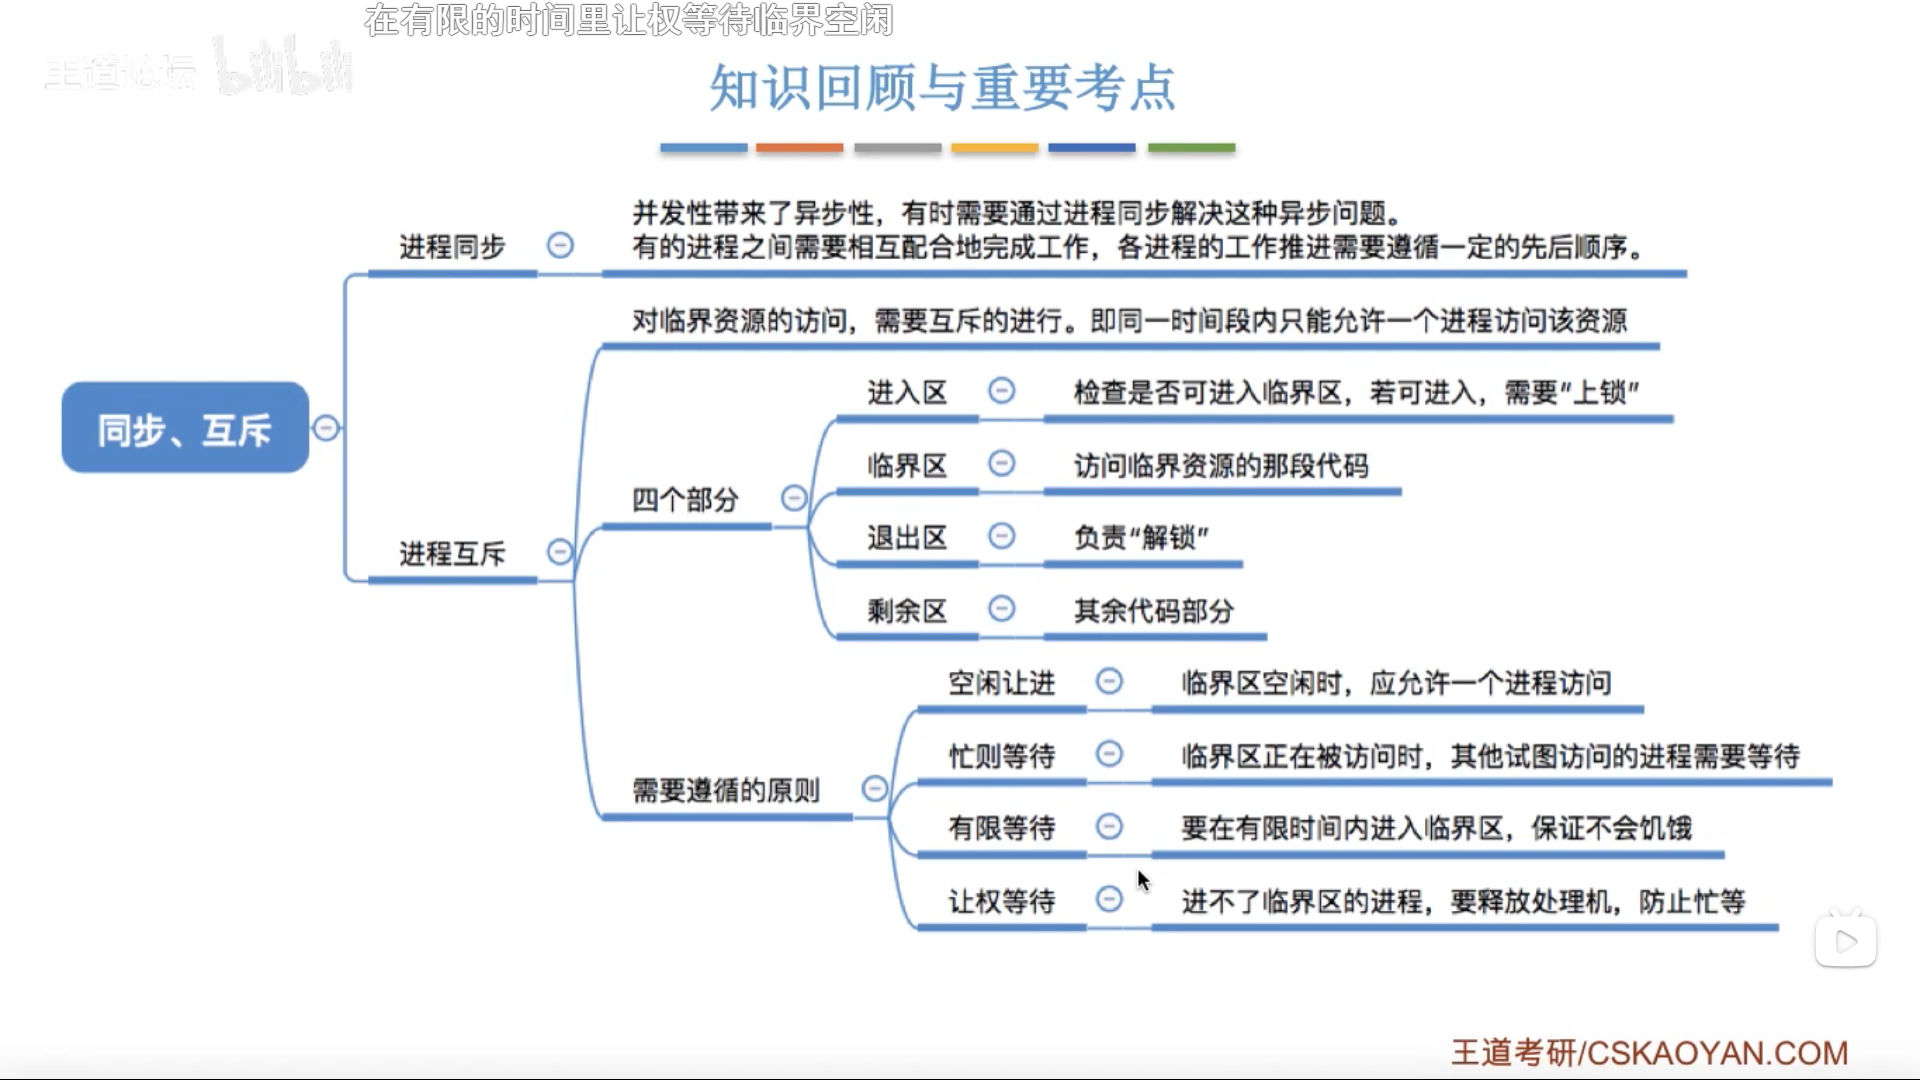 在有限的时间里让权等待临界空闲
王道论坛 bilibili
知识回顾与重要考点
并发性带来了异步性，有时需要通过进程同步解决这种异步问题。
进程同步
有的进程之间需要相互配合地完成工作，各进程的工作推进需要遵循一定的先后顺序。
对临界资源的访问，需要互斥的进行。即同一时间段内只能允许一个进程访问该资源
同步、互斥
进程互斥
四个部分
进入区
检查是否可进入临界区，若可进入，需要“上锁”
临界区
访问临界资源的那段代码
退出区
负责“解锁”
剩余区
其余代码部分
需要遵循的原则
空闲让进
临界区空闲时，应允许一个进程访问
忙则等待
临界区正在被访问时，其他试图访问的进程需要等待
有限等待
要在有限时间内进入临界区，保证不会饥饿
让权等待
进不了临界区的进程，要释放处理机，防止忙等
王道考研/CSKAOYAN.COM